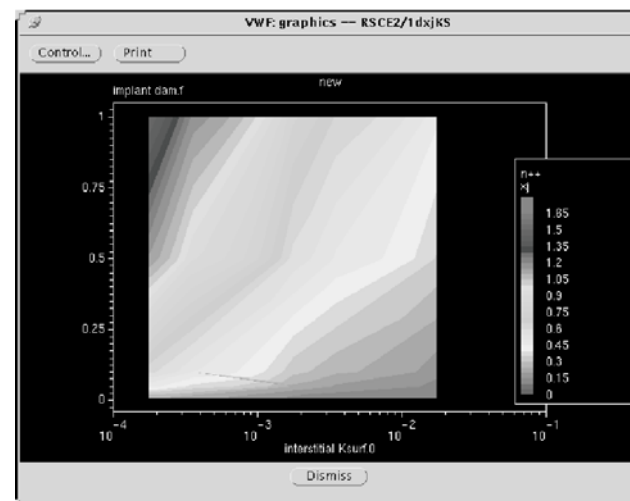 VWF: graphics −− RSCE2/1dxjKS
Control... Print
new
implant dam.f
1
0.75
0.5
0.25
0
n++
xj
1.65
1.5
1.35
1.2
1.05
0.9
0.75
0.6
0.45
0.3
0.15
0
10^-4 10^-3 10^-2 10^-1
interstitial Ksurf.0
Dismiss